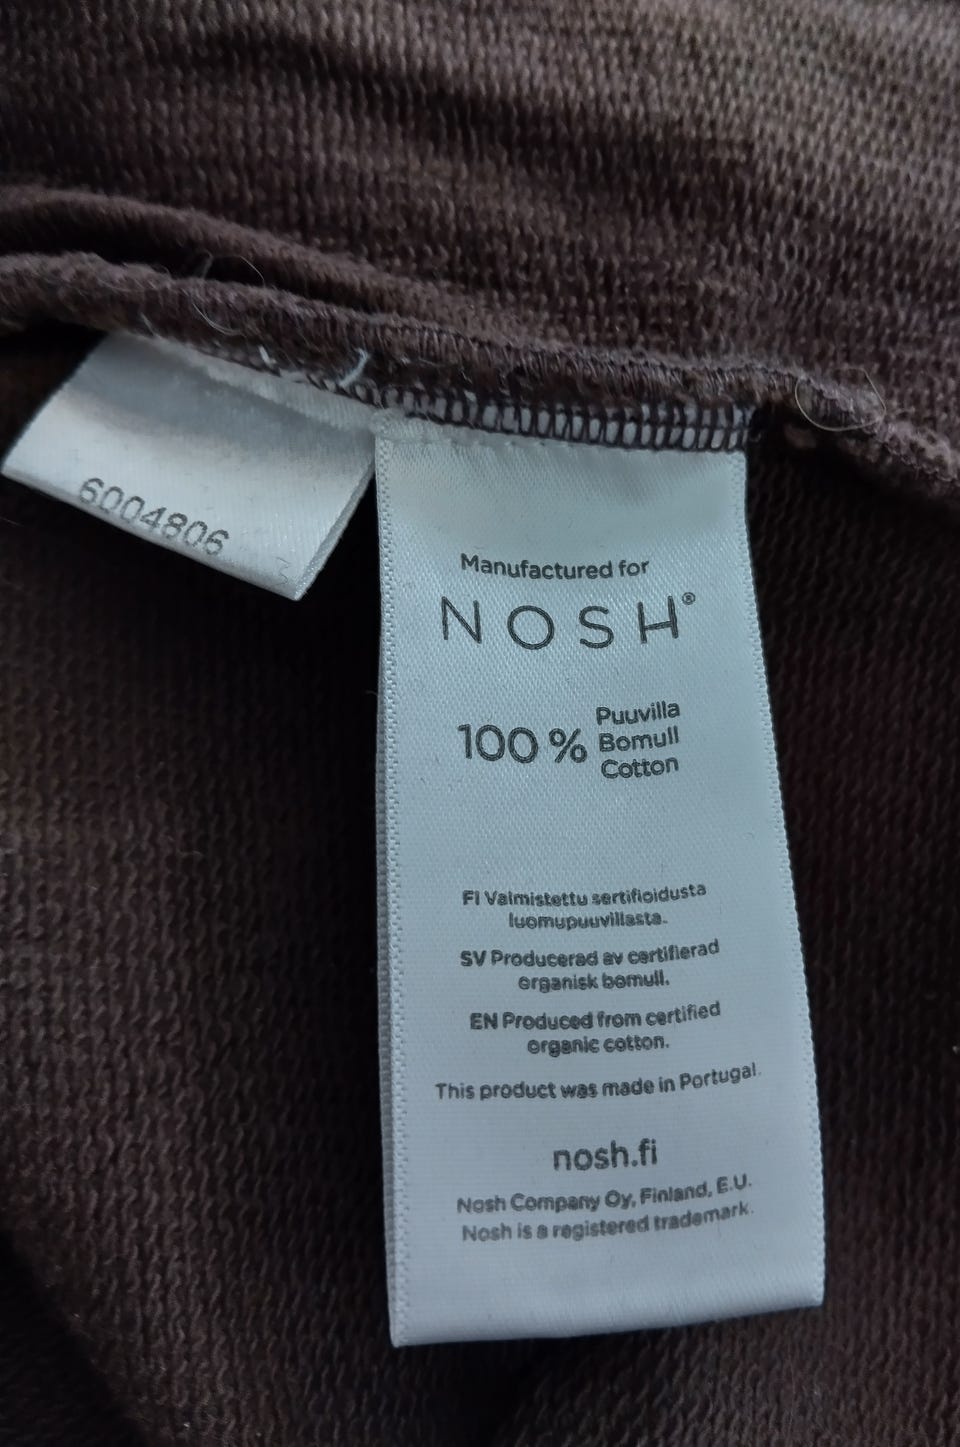 6004806
Manufactured for
NOSH®
100 % Puuvilla
Bomull
Cotton
FI Valmistettu sertifioidusta
luomupuuvillasta.
SV Producerad av certifierad
organisk bomull.
EN Produced from certified
organic cotton.
This product was made in Portugal.
nosh.fi
Nosh Company Oy, Finland, E.U.
Nosh is a registered trademark.